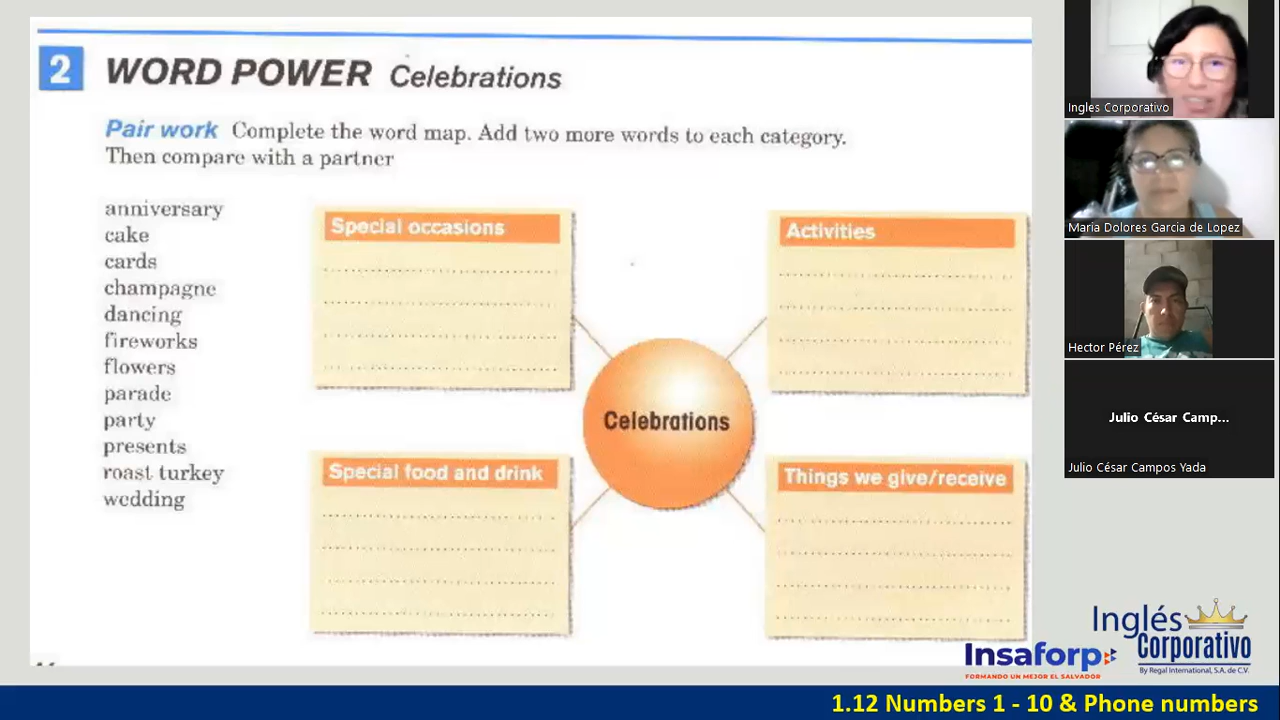 2 WORD POWER Celebrations
Pair work Complete the word map. Add two more words to each category.
Then compare with a partner
anniversary
cake
cards
champagne
dancing
fireworks
flowers
parade
party
presents
roast turkey
wedding
Special occasions
Activities
Celebrations
Special food and drink
Things we give/receive
Ingles Corporativo
Maria Dolores Garcia de Lopez
Hector Pérez
Julio César Camp...
Julio César Campos Yada
Insaforp
FORMANDO UN MEJOR EL SALVADOR
Inglés
Corporativo
By Regal International, S.A. de C.V.
1.12 Numbers 1 - 10 & Phone numbers